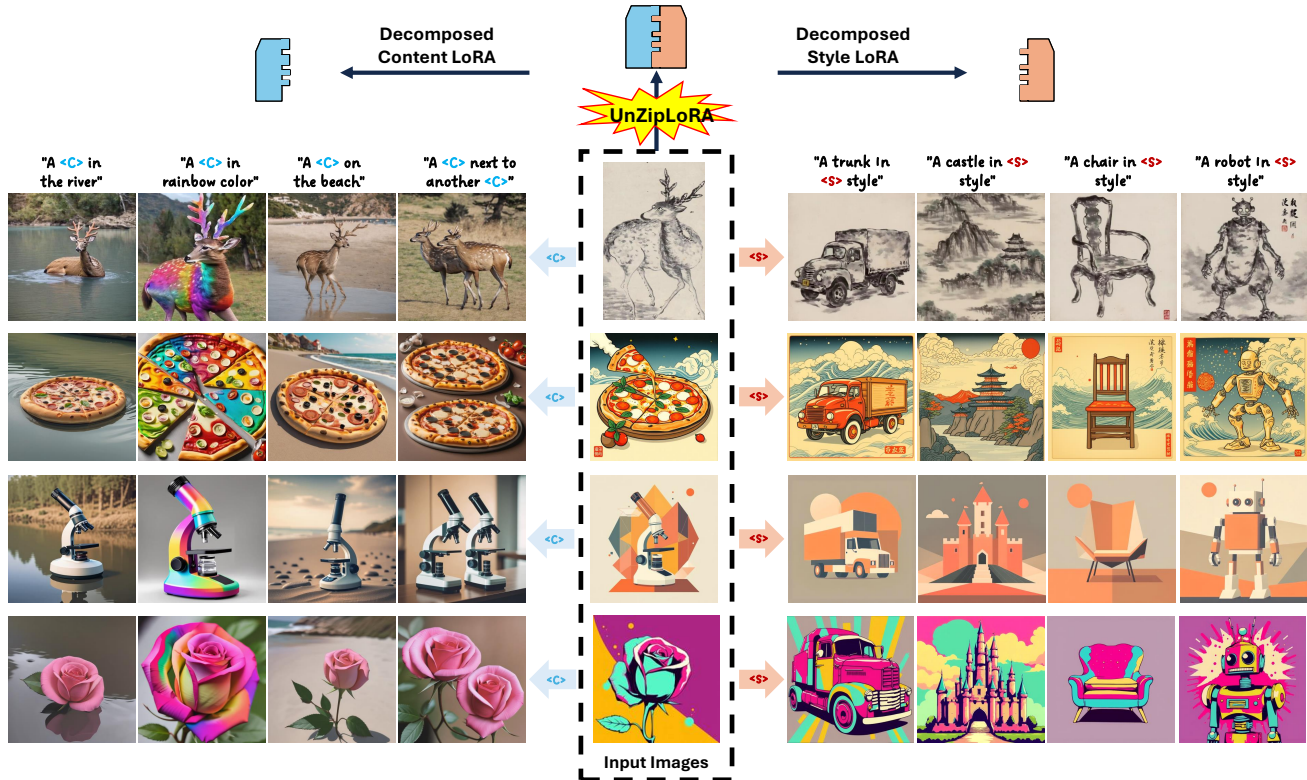 Decomposed
Content LoRA
Decomposed
Style LoRA
UnZipLoRA
"A <C> in
the river"
"A <C> in
rainbow color"
"A <C> on
the beach"
"A <C> next to
another <C>"
"A trunk In
<S> style"
"A castle in <S>
style"
"A chair in <S>
style"
"A robot In <S>
style"
<C>
<S>
<C>
<S>
<C>
<S>
<C>
<S>
Input Images